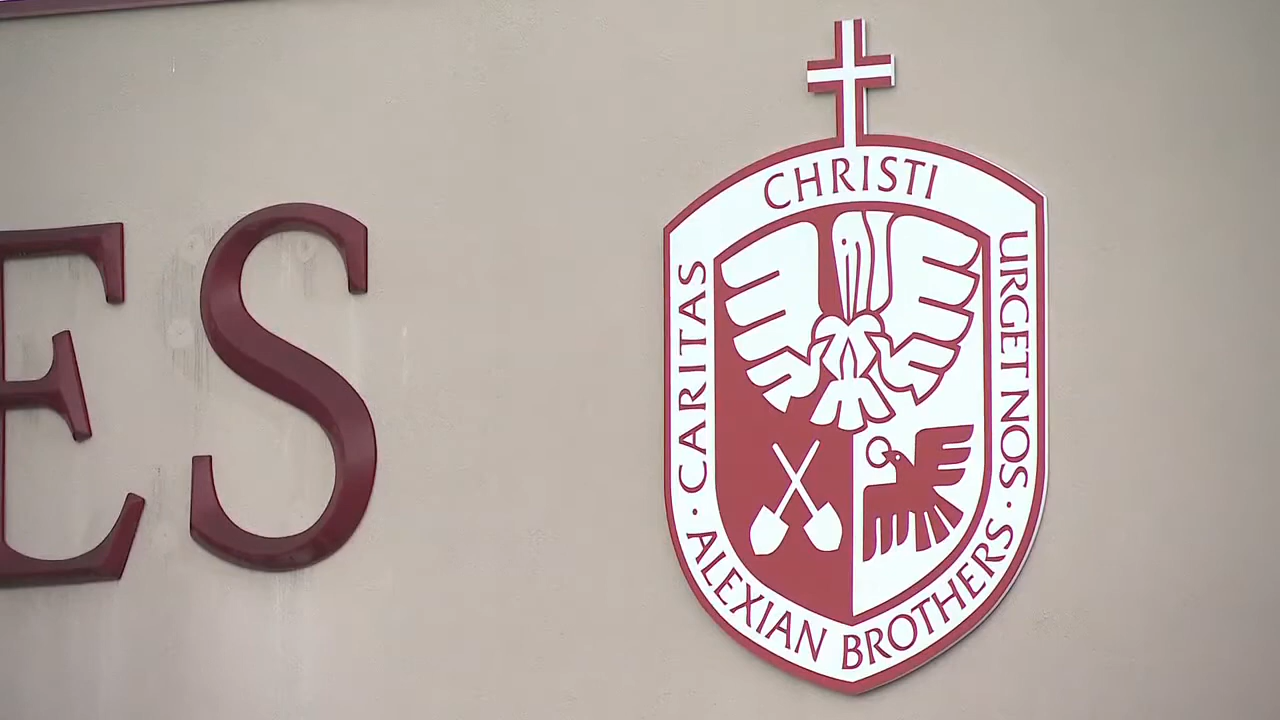 ES
CARITAS CHRISTI URGET NOS
· ALEXIAN BROTHERS ·